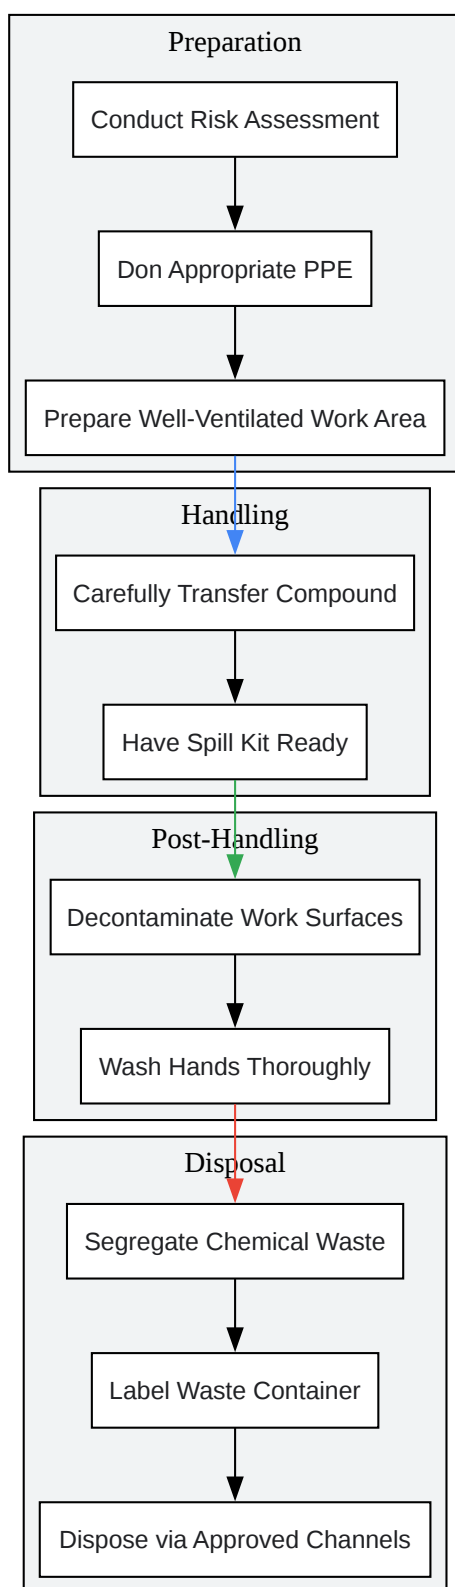 Preparation
Conduct Risk Assessment
Don Appropriate PPE
Prepare Well-Ventilated Work Area
Handling
Carefully Transfer Compound
Have Spill Kit Ready
Post-Handling
Decontaminate Work Surfaces
Wash Hands Thoroughly
Disposal
Segregate Chemical Waste
Label Waste Container
Dispose via Approved Channels